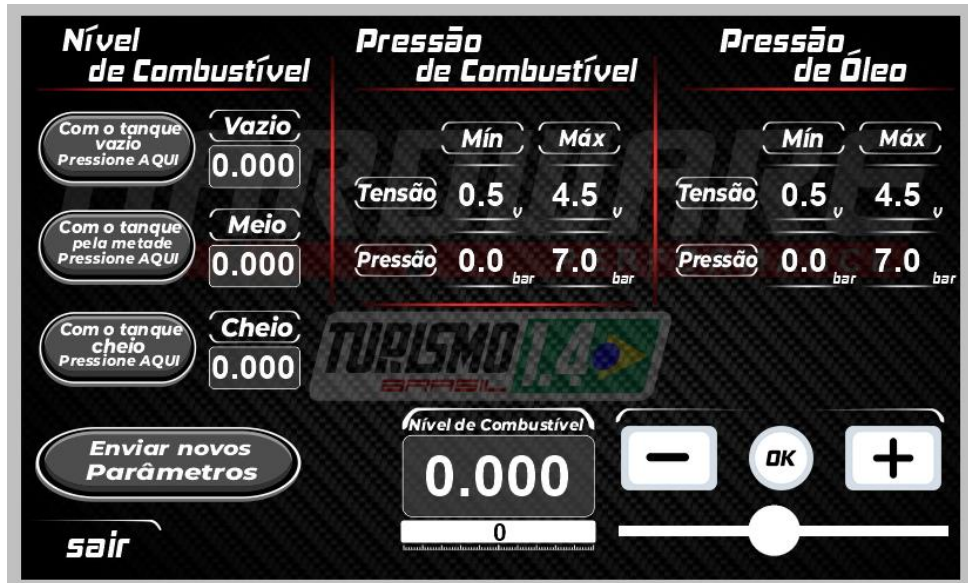 Nível
de Combustível
Com o tanque
vazio
Pressione AQUI
Vazio
0.000
Com o tanque
pela metade
Pressione AQUI
Meio
0.000
Com o tanque
cheio
Pressione AQUI
Cheio
0.000
Enviar novos
Parâmetros
sair
Pressão
de Combustível
Mín Máx
Tensão 0.5 V 4.5 V
Pressão 0.0 bar 7.0 bar
Pressão
de Óleo
Mín Máx
Tensão 0.5 V 4.5 V
Pressão 0.0 bar 7.0 bar
TURISMO 1.4
BRASIL
Nível de Combustível
0.000
0
− OK +